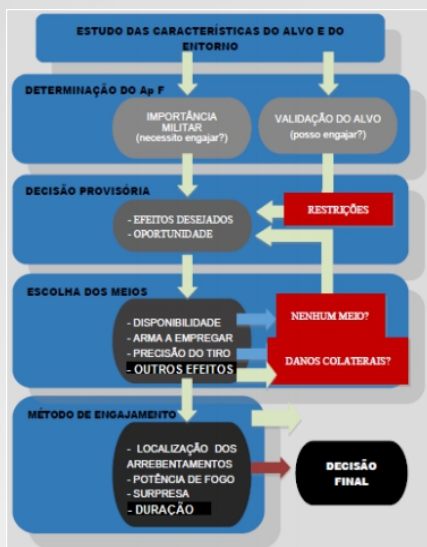 ESTUDO DAS CARACTERÍSTICAS DO ALVO E DO
ENTORNO
DETERMINAÇÃO DO Ap F
IMPORTÂNCIA
MILITAR
(necessito engajar?)
VALIDAÇÃO DO ALVO
(posso engajar?)
DECISÃO PROVISÓRIA
RESTRIÇÕES
- EFEITOS DESEJADOS
- OPORTUNIDADE
ESCOLHA DOS MEIOS
NENHUM MEIO?
- DISPONIBILIDADE
- ARMA A EMPREGAR
- PRECISÃO DO TIRO
- OUTROS EFEITOS
DANOS COLATERAIS?
MÉTODO DE ENGAJAMENTO
- LOCALIZAÇÃO DOS
ARREBENTAMENTOS
- POTÊNCIA DE FOGO
- SURPRESA
- DURAÇÃO
DECISÃO
FINAL